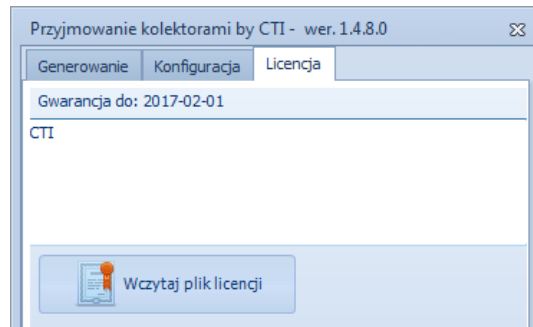 Przyjmowanie kolektorami by CTI - wer. 1.4.8.0
Generowanie Konfiguracja Licencja
Gwarancja do: 2017-02-01
CTI
Wczytaj plik licencji